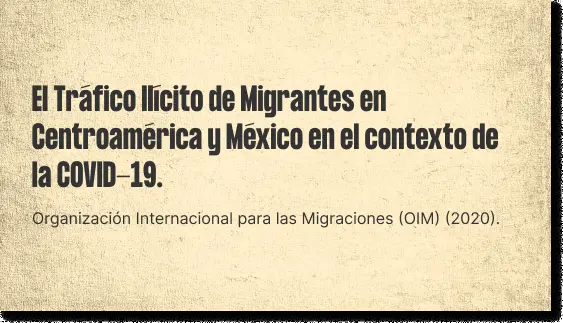 El Tráfico Ilícito de Migrantes en
Centroamérica y México en el contexto de
la COVID-19.
Organización Internacional para las Migraciones (OIM) (2020).